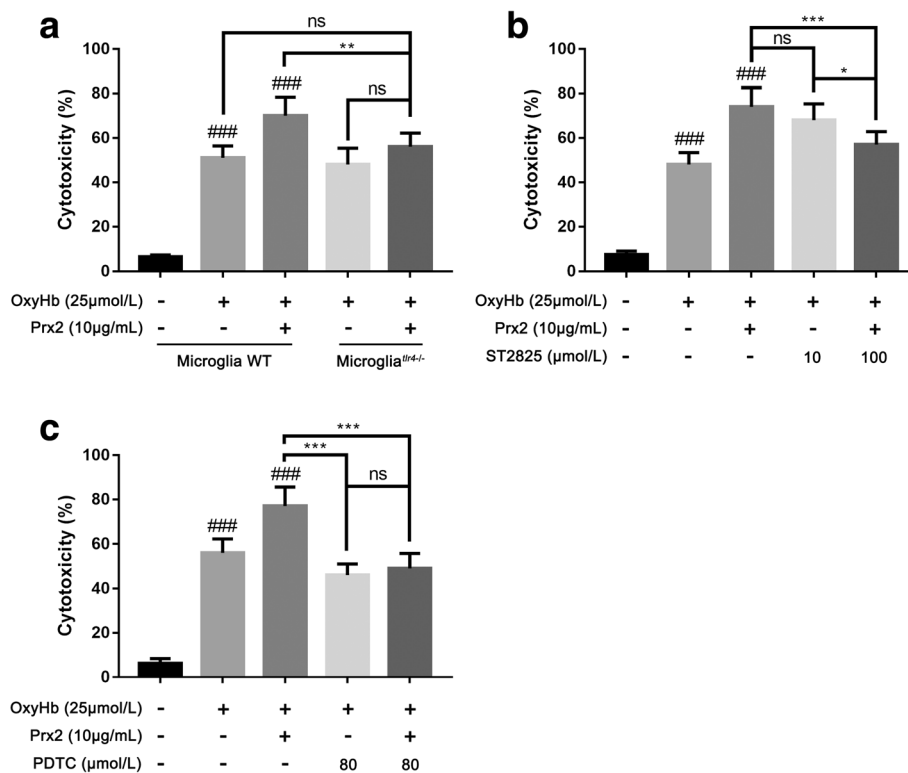 a
ns
**
ns
###
###
Cytotoxicity (%)
100
80
60
40
20
0
OxyHb (25μmol/L) - + + + +
Prx2 (10μg/mL) - - + - +
Microglia WT Microglia tlr4-/-
b
***
ns
*
###
###
Cytotoxicity (%)
100
80
60
40
20
0
OxyHb (25μmol/L) - + + + +
Prx2 (10μg/mL) - - + - +
ST2825 (μmol/L) - - - 10 100
c
***
***
ns
###
###
Cytotoxicity (%)
100
80
60
40
20
0
OxyHb (25μmol/L) - + + + +
Prx2 (10μg/mL) - - + - +
PDTC (μmol/L) - - - 80 80